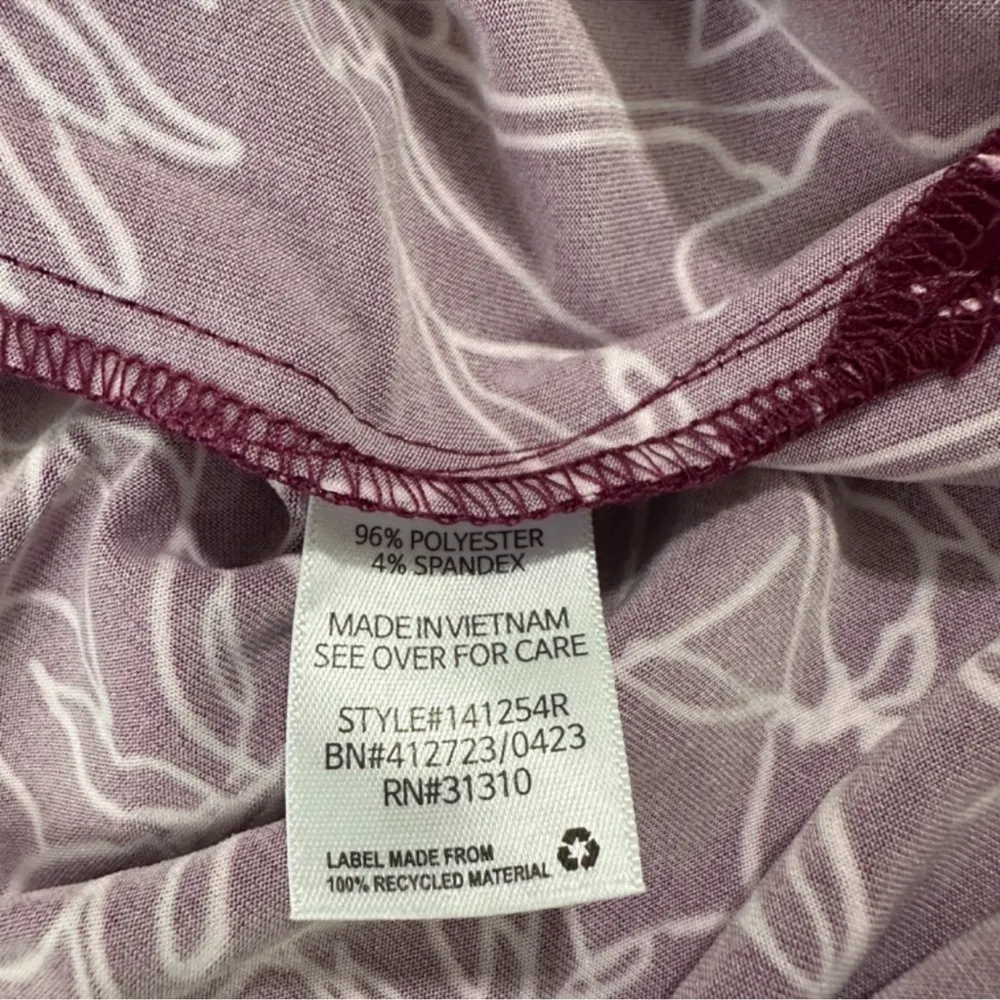 96% POLYESTER
4% SPANDEX
MADE IN VIETNAM
SEE OVER FOR CARE
STYLE#141254R
BN#412723/0423
RN#31310
LABEL MADE FROM
100% RECYCLED MATERIAL